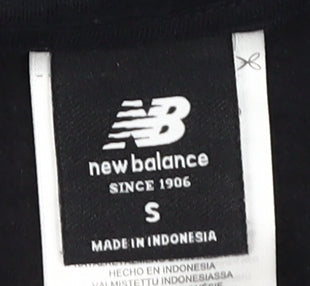 NB
new balance
SINCE 1906
S
MADE IN INDONESIA
HECHO EN INDONESIA
VALMISTETTU INDONESIASSA